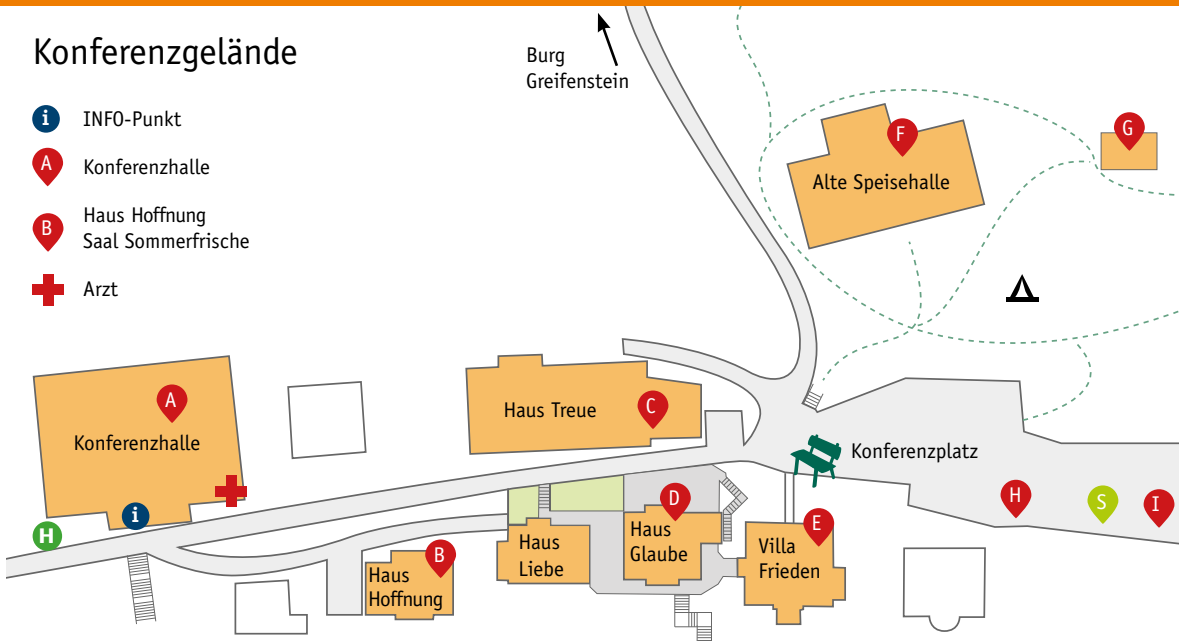 Konferenzgelände
i INFO-Punkt
A Konferenzhalle
B Haus Hoffnung
Saal Sommerfrische
Arzt
Burg
Greifenstein
F
Alte Speisehalle
G
A
Konferenzhalle
C
Haus Treue
Konferenzplatz
H
S
I
i
H
D
Haus
Glaube
E
Villa
Frieden
Haus
Liebe
B
Haus
Hoffnung